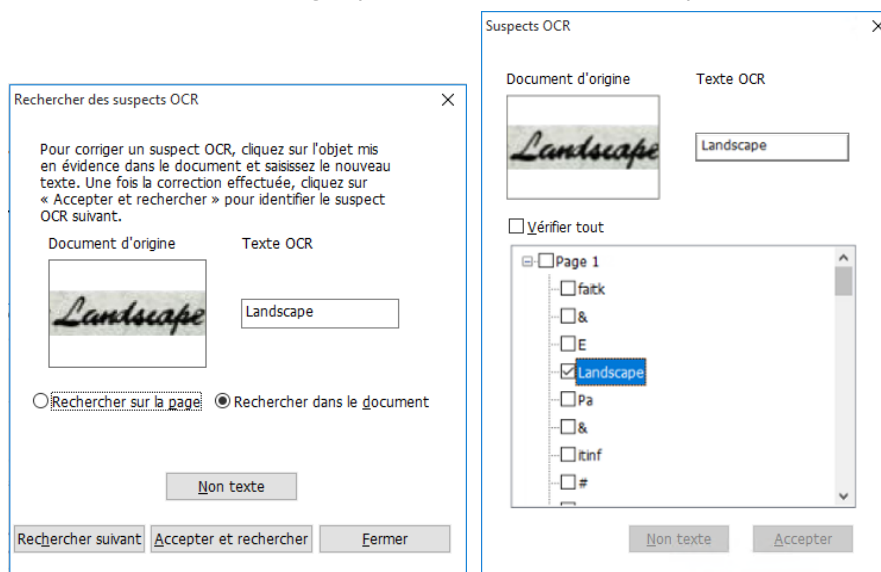 Rechercher des suspects OCR
Pour corriger un suspect OCR, cliquez sur l'objet mis
en évidence dans le document et saisissez le nouveau
texte. Une fois la correction effectuée, cliquez sur
« Accepter et rechercher » pour identifier le suspect
OCR suivant.
Document d'origine Texte OCR
Landscape Landscape
Rechercher sur la page Rechercher dans le document
Non texte
Rechercher suivant Accepter et rechercher Fermer
Suspects OCR
Document d'origine Texte OCR
Landscape Landscape
Vérifier tout
Page 1
faitk
&
E
Landscape
Pa
&
itinf
#
Non texte Accepter